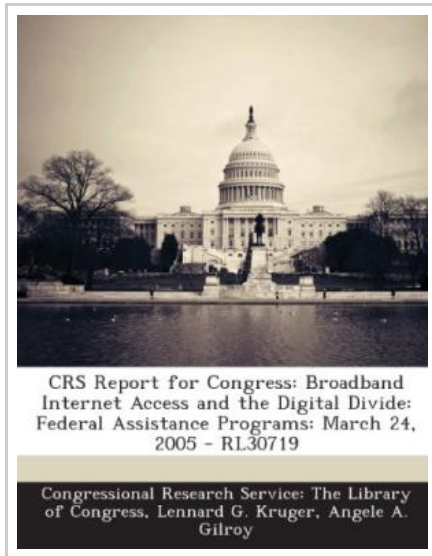 CRS Report for Congress: Broadband
Internet Access and the Digital Divide:
Federal Assistance Programs: March 24,
2005 - RL30719
Congressional Research Service: The Library
of Congress, Lennard G. Kruger, Angele A.
Gilroy